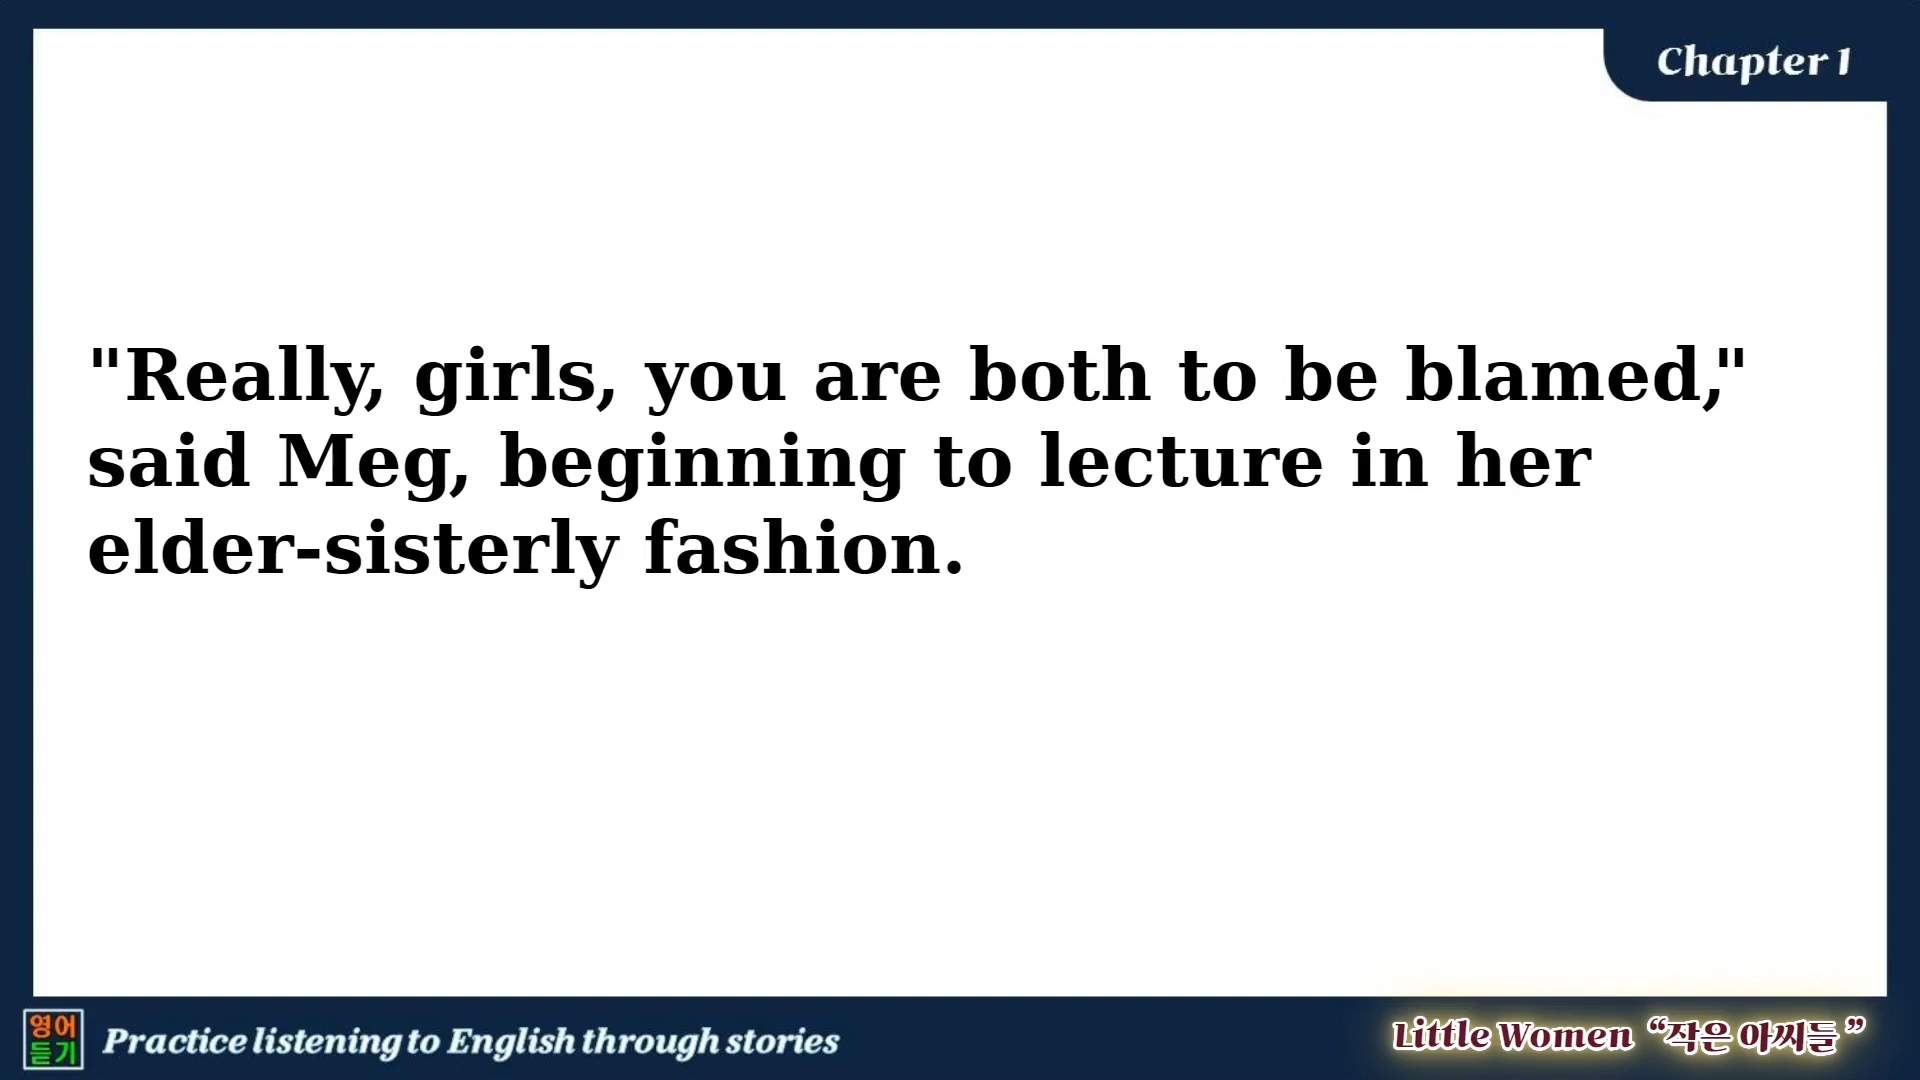 Chapter 1
"Really, girls, you are both to be blamed,"
said Meg, beginning to lecture in her
elder-sisterly fashion.
영어
듣기
Practice listening to English through stories
Little Women “작은 아씨들”